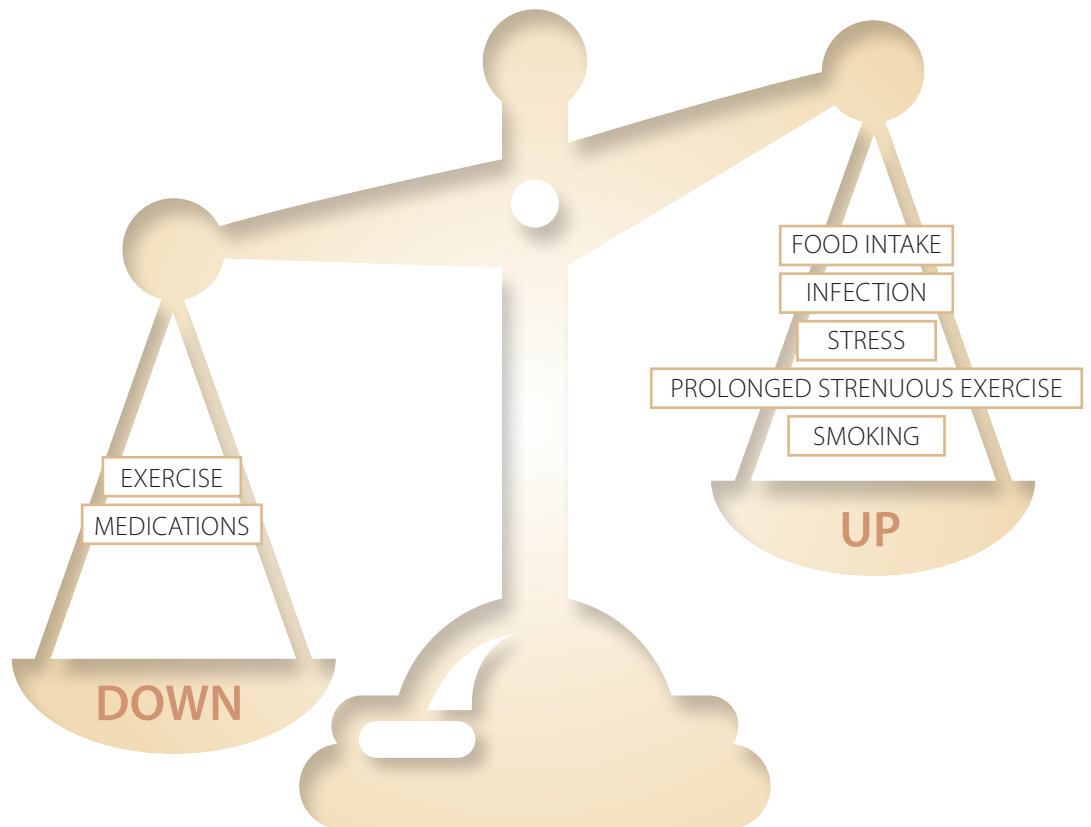 EXERCISE
MEDICATIONS
DOWN
FOOD INTAKE
INFECTION
STRESS
PROLONGED STRENUOUS EXERCISE
SMOKING
UP